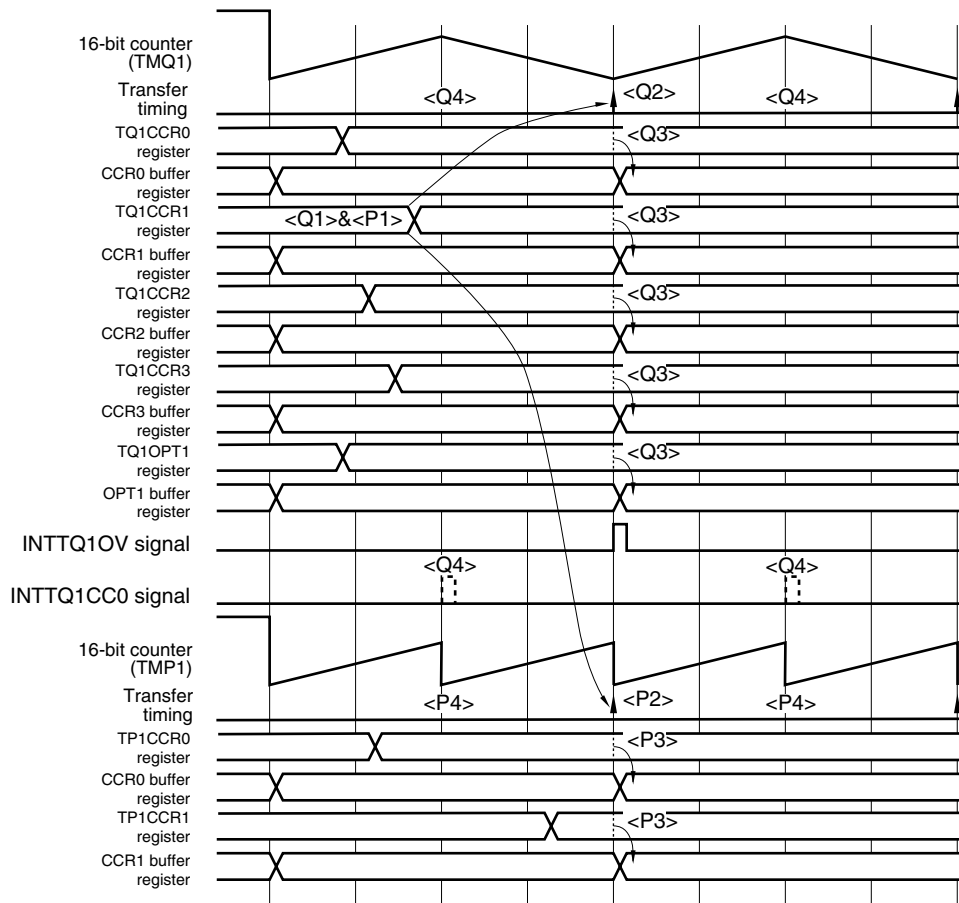 16-bit counter
(TMQ1)
Transfer
timing
<Q4>
<Q2>
<Q4>
TQ1CCR0
register
<Q3>
CCR0 buffer
register
TQ1CCR1
register
<Q1>&<P1>
<Q3>
CCR1 buffer
register
TQ1CCR2
register
<Q3>
CCR2 buffer
register
TQ1CCR3
register
<Q3>
CCR3 buffer
register
TQ1OPT1
register
<Q3>
OPT1 buffer
register
INTTQ1OV signal
<Q4>
<Q4>
INTTQ1CC0 signal
16-bit counter
(TMP1)
Transfer
timing
<P4>
<P2>
<P4>
TP1CCR0
register
<P3>
CCR0 buffer
register
TP1CCR1
register
<P3>
CCR1 buffer
register